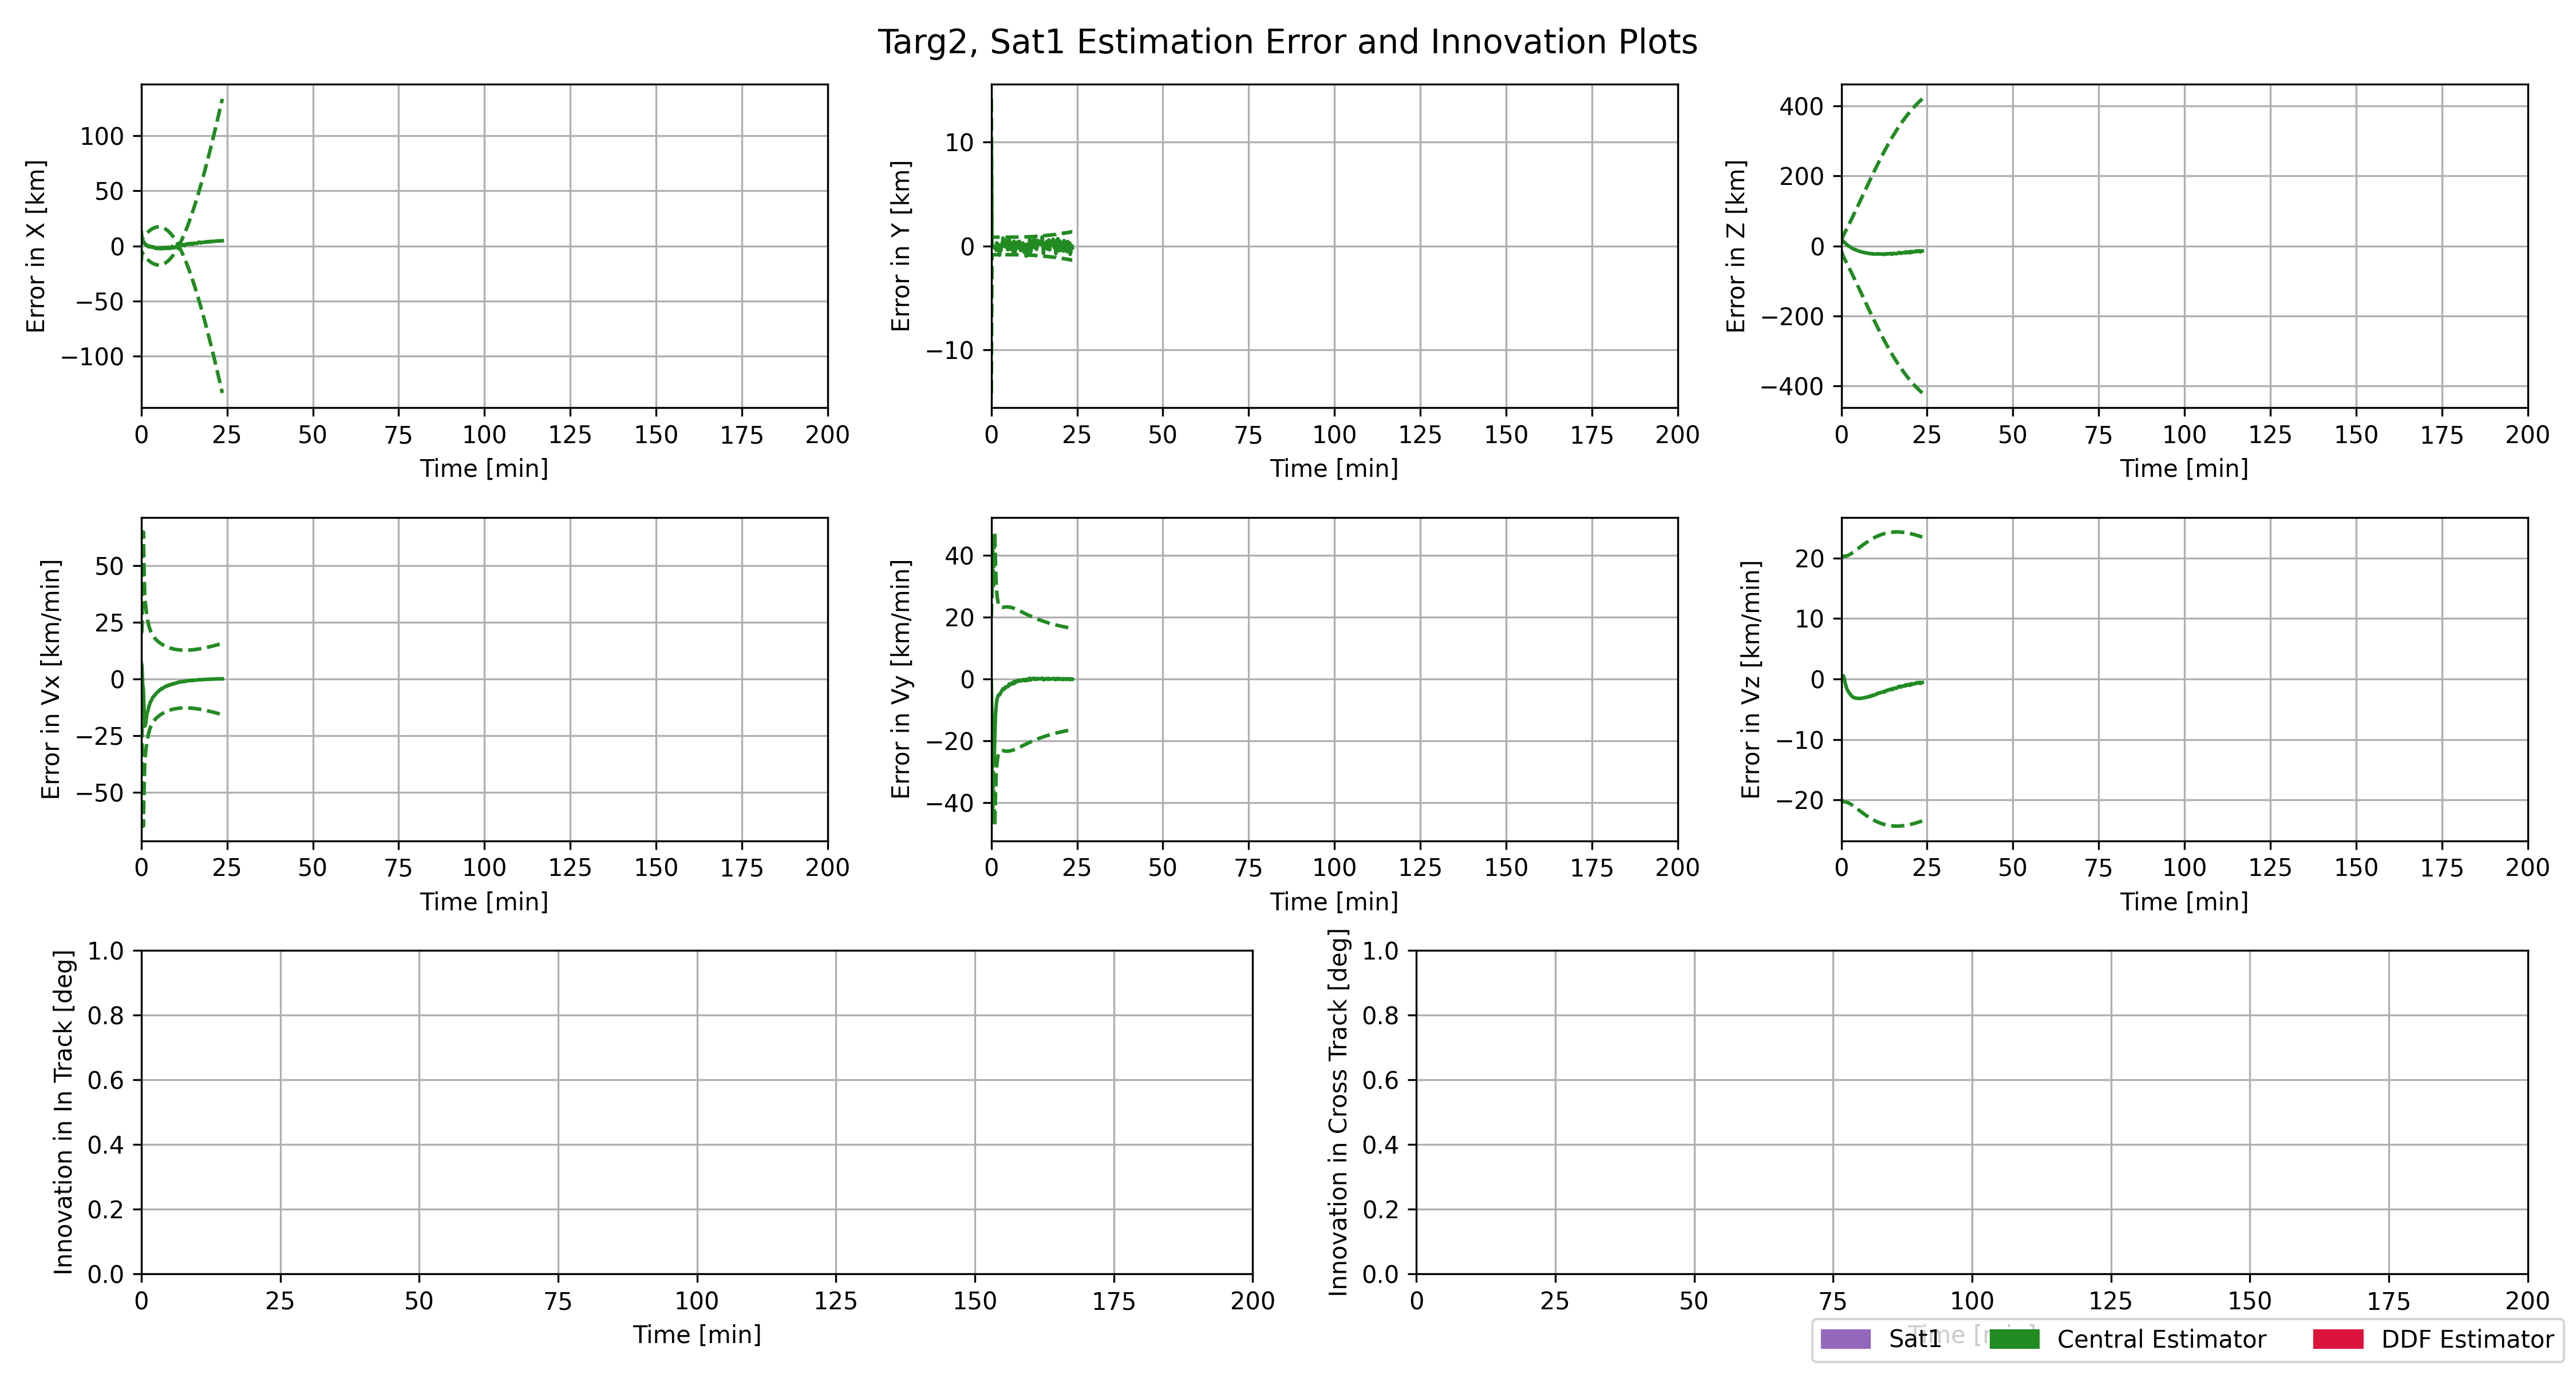 Targ2, Sat1 Estimation Error and Innovation Plots
Error in X [km]
100
50
0
−50
−100
0 25 50 75 100 125 150 175 200
Time [min]
Error in Y [km]
10
0
−10
0 25 50 75 100 125 150 175 200
Time [min]
Error in Z [km]
400
200
0
−200
−400
0 25 50 75 100 125 150 175 200
Time [min]
Error in Vx [km/min]
50
25
0
−25
−50
0 25 50 75 100 125 150 175 200
Time [min]
Error in Vy [km/min]
40
20
0
−20
−40
0 25 50 75 100 125 150 175 200
Time [min]
Error in Vz [km/min]
20
10
0
−10
−20
0 25 50 75 100 125 150 175 200
Time [min]
Innovation in In Track [deg]
1.0
0.8
0.6
0.4
0.2
0.0
0 25 50 75 100 125 150 175 200
Time [min]
Innovation in Cross Track [deg]
1.0
0.8
0.6
0.4
0.2
0.0
0 25 50 75 100 125 150 175 200
Time [min]
Sat1 Central Estimator DDF Estimator